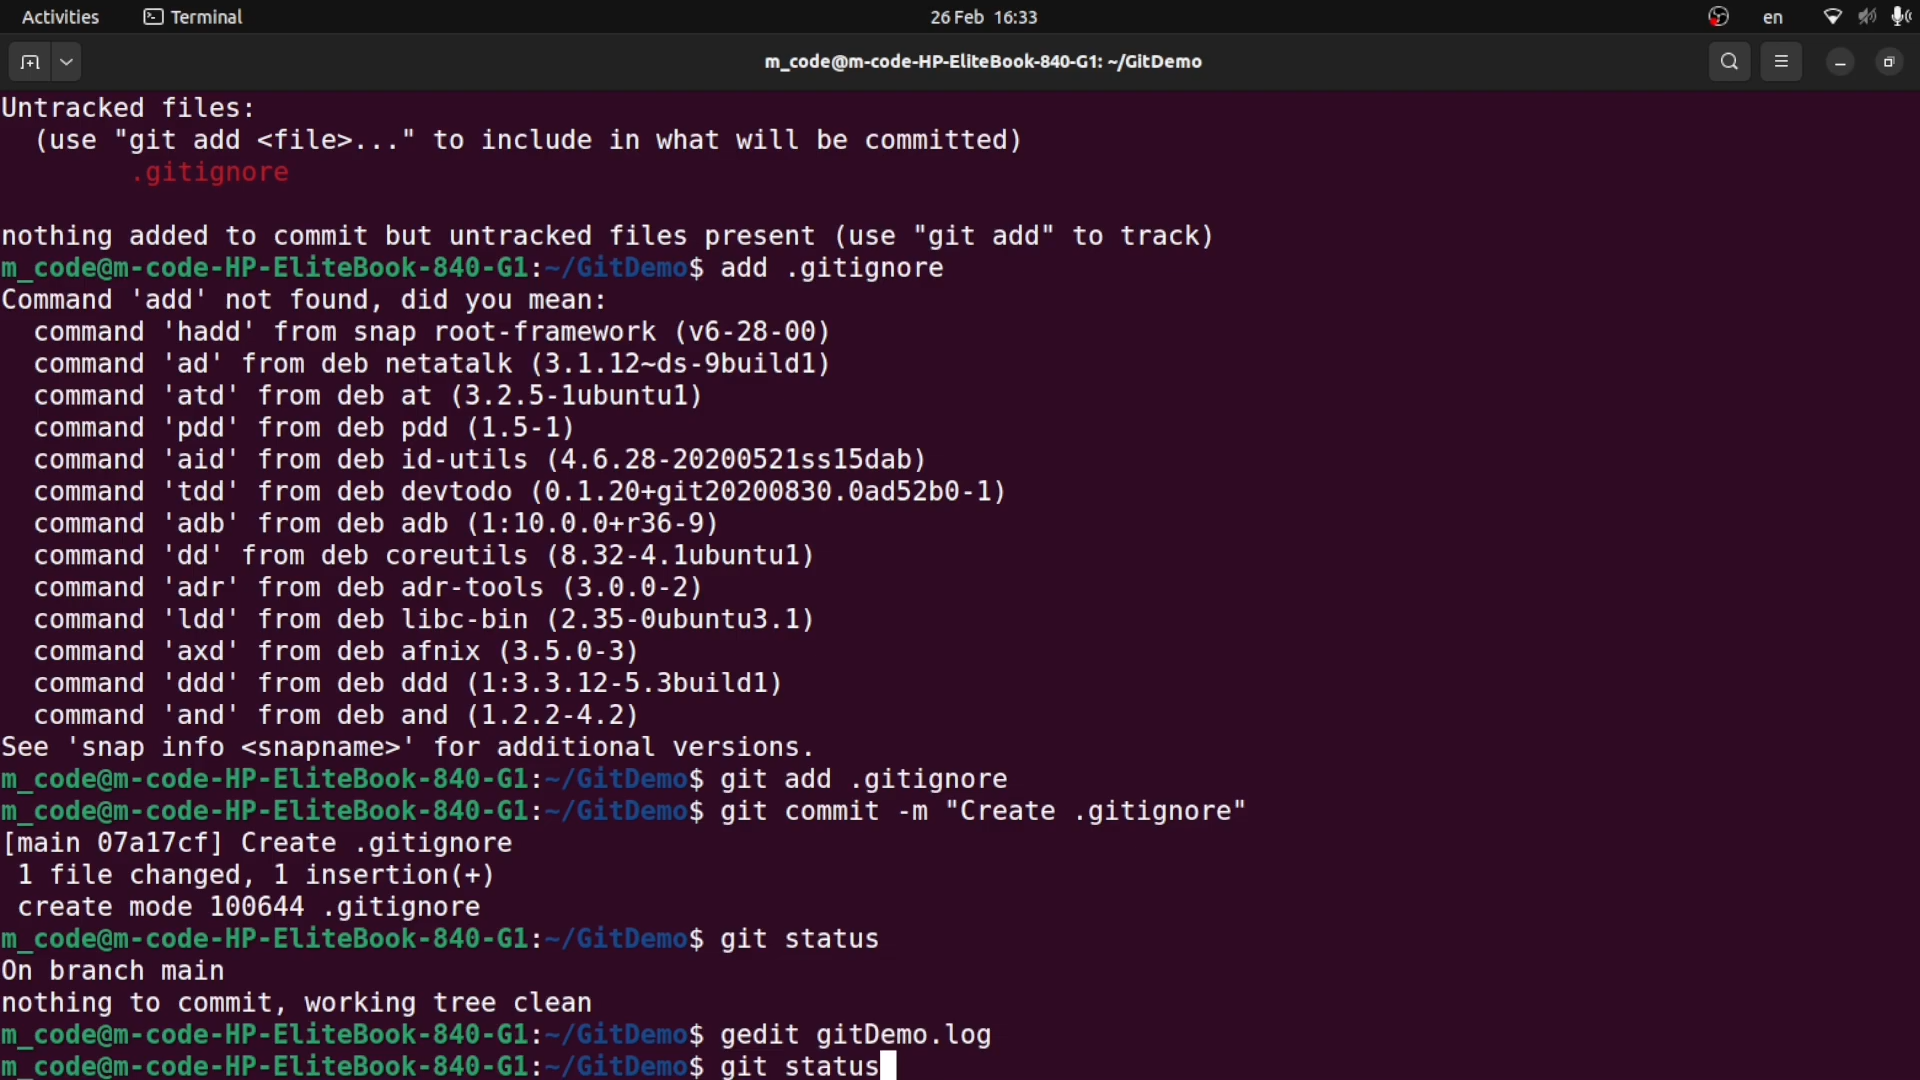 Activities Terminal 26 Feb 16:33 en
m_code@m-code-HP-EliteBook-840-G1: ~/GitDemo
Untracked files:
  (use "git add <file>..." to include in what will be committed)
        .gitignore

nothing added to commit but untracked files present (use "git add" to track)
m_code@m-code-HP-EliteBook-840-G1:~/GitDemo$ add .gitignore
Command 'add' not found, did you mean:
  command 'hadd' from snap root-framework (v6-28-00)
  command 'ad' from deb netatalk (3.1.12~ds-9build1)
  command 'atd' from deb at (3.2.5-1ubuntu1)
  command 'pdd' from deb pdd (1.5-1)
  command 'aid' from deb id-utils (4.6.28-20200521ss15dab)
  command 'tdd' from deb devtodo (0.1.20+git20200830.0ad52b0-1)
  command 'adb' from deb adb (1:10.0.0+r36-9)
  command 'dd' from deb coreutils (8.32-4.1ubuntu1)
  command 'adr' from deb adr-tools (3.0.0-2)
  command 'ldd' from deb libc-bin (2.35-0ubuntu3.1)
  command 'axd' from deb afnix (3.5.0-3)
  command 'ddd' from deb ddd (1:3.3.12-5.3build1)
  command 'and' from deb and (1.2.2-4.2)
See 'snap info <snapname>' for additional versions.
m_code@m-code-HP-EliteBook-840-G1:~/GitDemo$ git add .gitignore
m_code@m-code-HP-EliteBook-840-G1:~/GitDemo$ git commit -m "Create .gitignore"
[main 07a17cf] Create .gitignore
 1 file changed, 1 insertion(+)
 create mode 100644 .gitignore
m_code@m-code-HP-EliteBook-840-G1:~/GitDemo$ git status
On branch main
nothing to commit, working tree clean
m_code@m-code-HP-EliteBook-840-G1:~/GitDemo$ gedit gitDemo.log
m_code@m-code-HP-EliteBook-840-G1:~/GitDemo$ git status